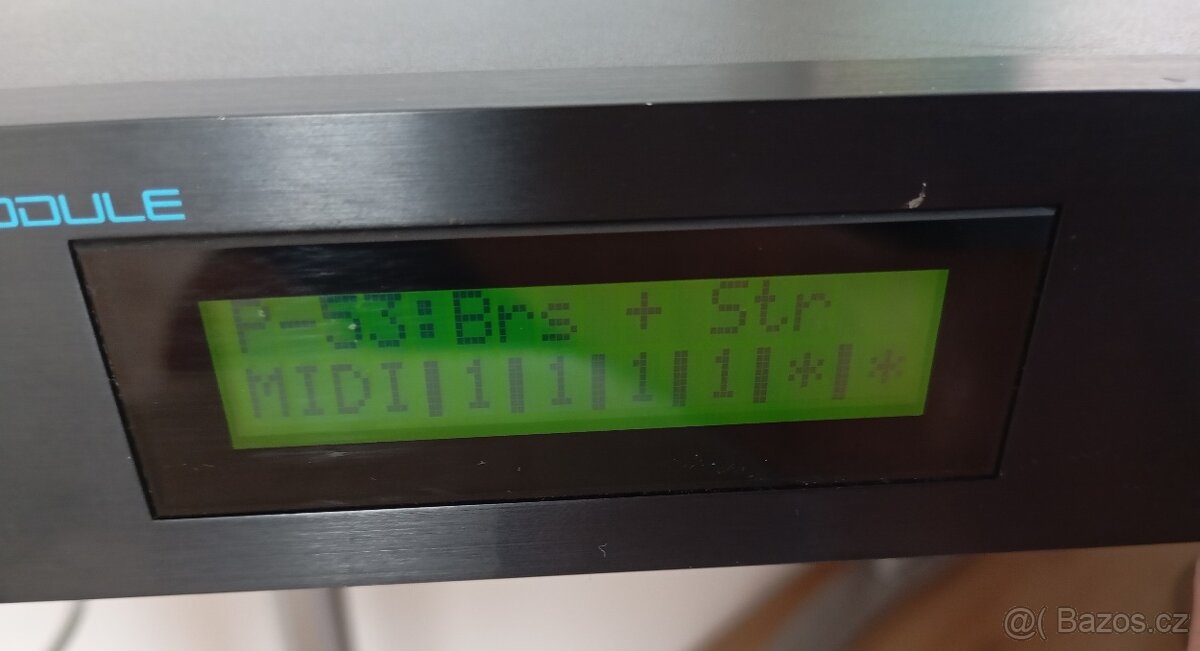 ODULE
P-53:Brs + Str
MIDI|1|1|1|1|*|*
@( Bazos.cz